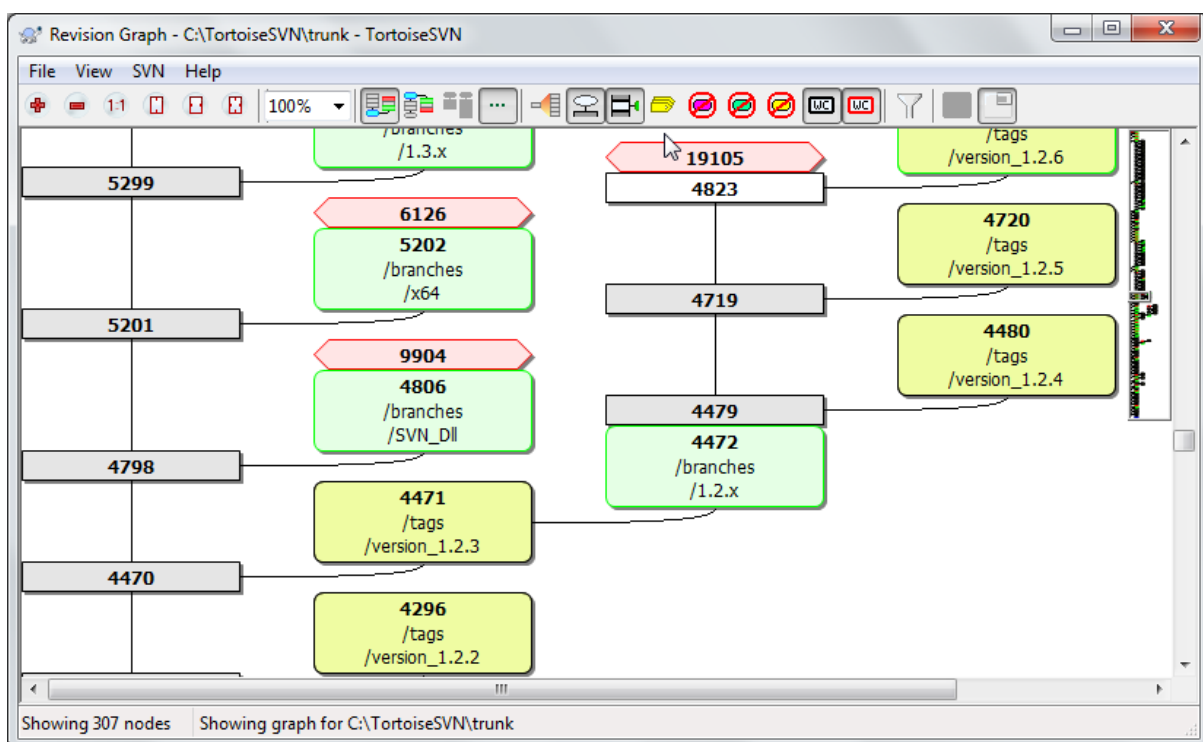 Revision Graph - C:\TortoiseSVN\trunk - TortoiseSVN
File View SVN Help
1:1 100% WC WC
/branches
/1.3.x
5299
6126
5202
/branches
/x64
5201
9904
4806
/branches
/SVN_Dll
4798
4471
/tags
/version_1.2.3
4470
4296
/tags
/version_1.2.2
19105
4823
4719
4479
4472
/branches
/1.2.x
/tags
/version_1.2.6
4720
/tags
/version_1.2.5
4480
/tags
/version_1.2.4
Showing 307 nodes Showing graph for C:\TortoiseSVN\trunk